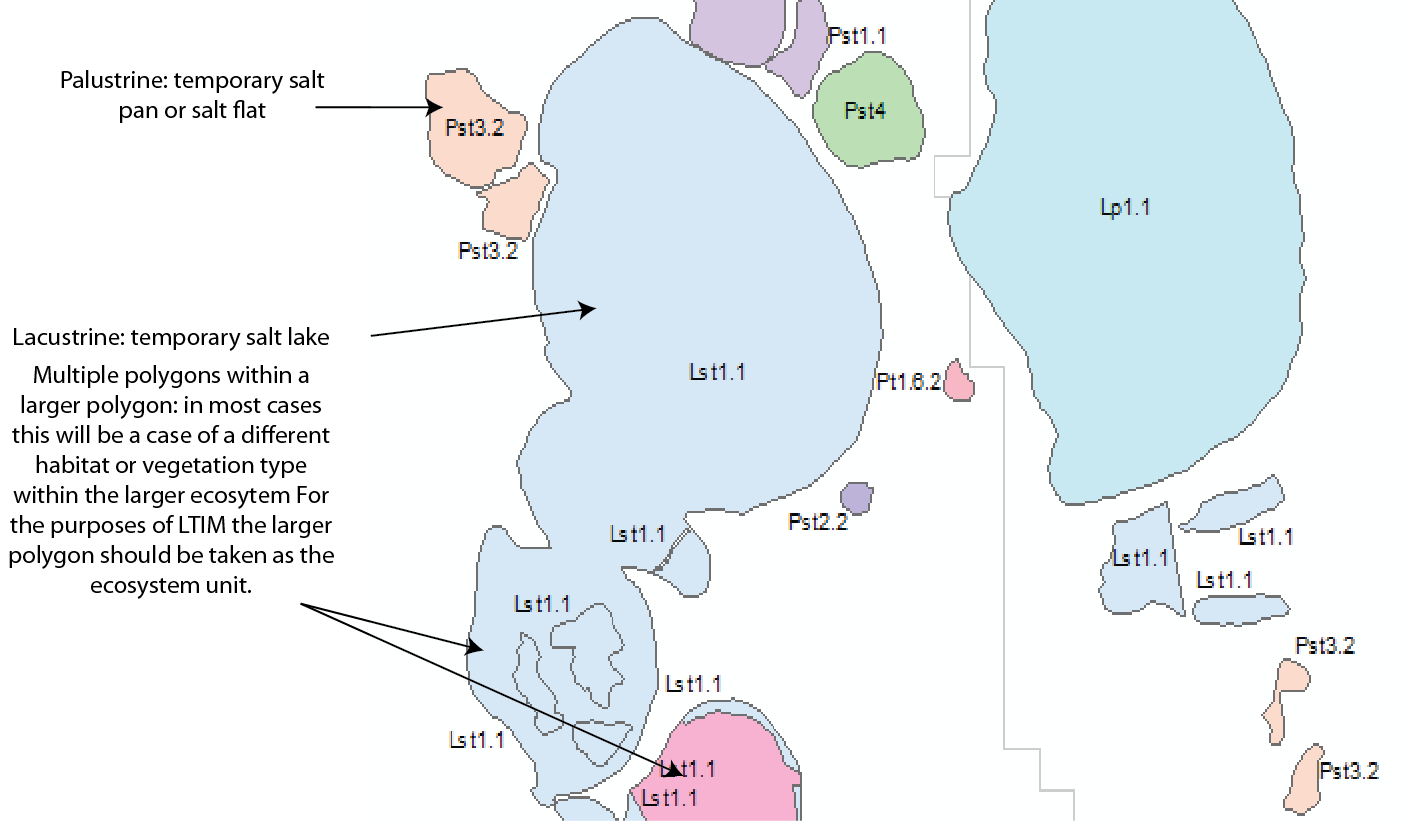 Pst1.1
Palustrine: temporary salt
pan or salt flat
Pst4
Pst3.2
Lp1.1
Pst3.2
Lacustrine: temporary salt lake
Multiple polygons within a
larger polygon: in most cases
this will be a case of a different
habitat or vegetation type
within the larger ecosytem For
the purposes of LTIM the larger
polygon should be taken as the
ecosystem unit.
Lst1.1
Pt1.6.2
Pst2.2
Lst1.1
Lst1.1
Lst1.1
Lst1.1
Lst1.1
Pst3.2
Lst1.1
Lst1.1
Lst1.1
Pst3.2
Lst1.1